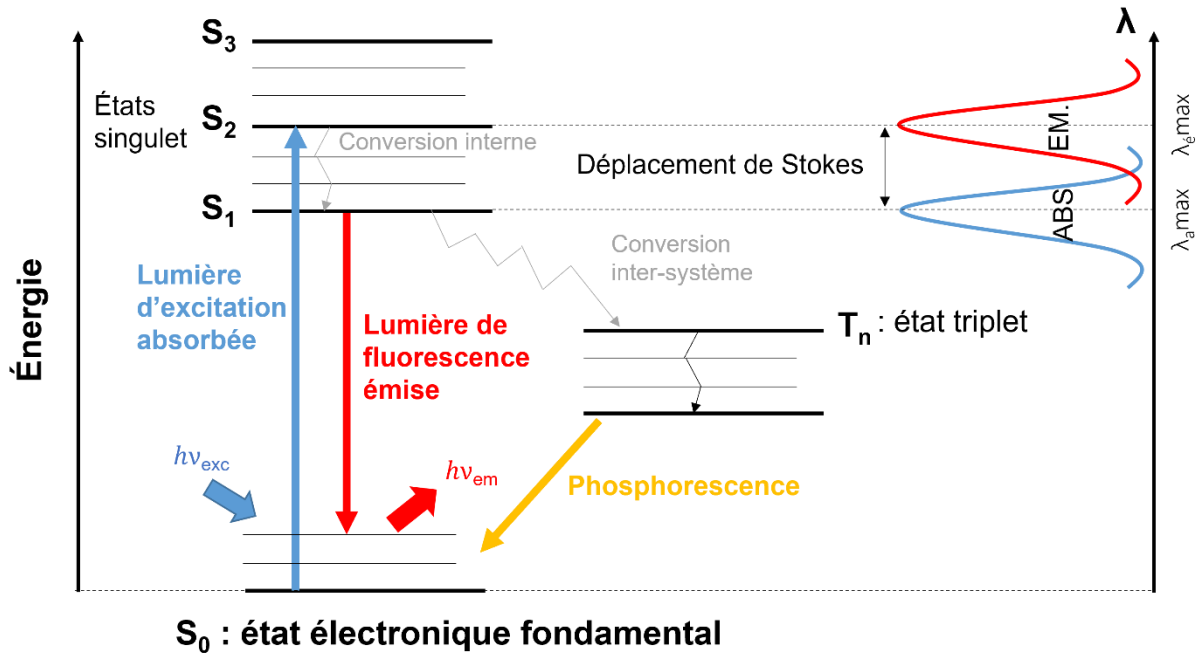 S3
λ
États
singulet
S2
Conversion interne
EM.
λémax
Déplacement de Stokes
S1
ABS
λamax
Conversion
inter-système
Énergie
Lumière
d’excitation
absorbée
Lumière de
fluorescence
émise
Tn : état triplet
hνexc
hνem
Phosphorescence
S0 : état électronique fondamental